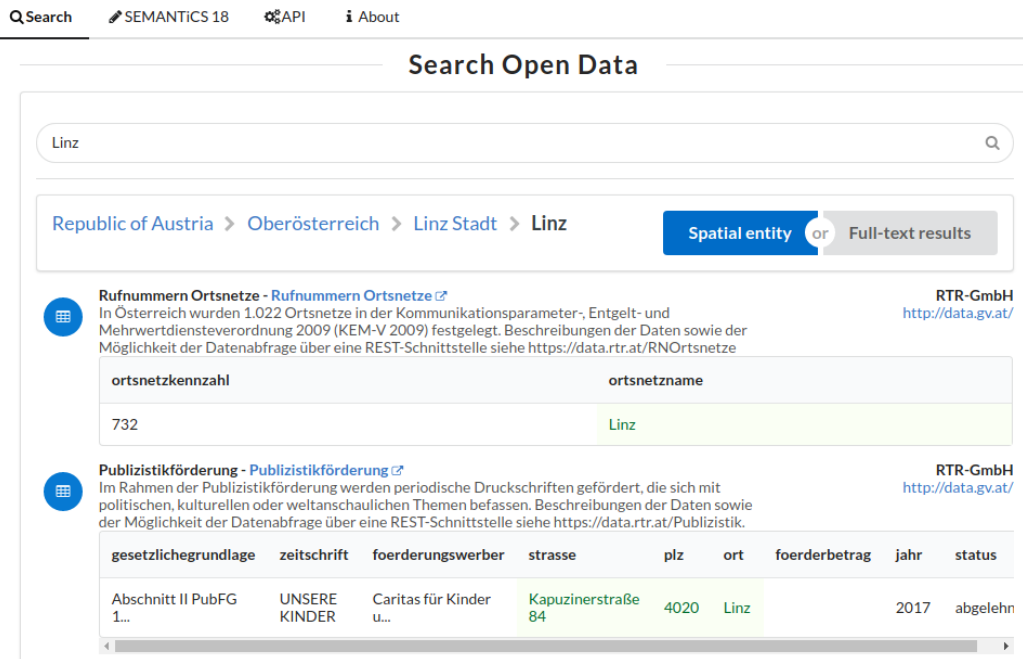 Search SEMANTiCS 18 API About
Search Open Data
Linz
Republic of Austria Oberösterreich Linz Stadt Linz
Spatial entity or Full-text results
Rufnummern Ortsnetze - Rufnummern Ortsnetze RTR-GmbH
In Österreich wurden 1.022 Ortsnetze in der Kommunikationsparameter-, Entgelt- und http://data.gv.at/
Mehrwertdiensteverordnung 2009 (KEM-V 2009) festgelegt. Beschreibungen der Daten sowie der
Möglichkeit der Datenabfrage über eine REST-Schnittstelle siehe https://data.rtr.at/RNOrtsnetze
ortsnetzkennzahl ortsnetzname
732 Linz
Publizistikförderung - Publizistikförderung RTR-GmbH
Im Rahmen der Publizistikförderung werden periodische Druckschriften gefördert, die sich mit http://data.gv.at/
politischen, kulturellen oder weltanschaulichen Themen befassen. Beschreibungen der Daten sowie
der Möglichkeit der Datenabfrage über eine REST-Schnittstelle siehe https://data.rtr.at/Publizistik.
gesetzlichegrundlage zeitschrift foerderungswerber strasse plz ort foerderbetrag jahr status
Abschnitt II PubFG UNSERE Caritas für Kinder Kapuzinerstraße 4020 Linz 2017 abgelehn
1... KINDER u... 84